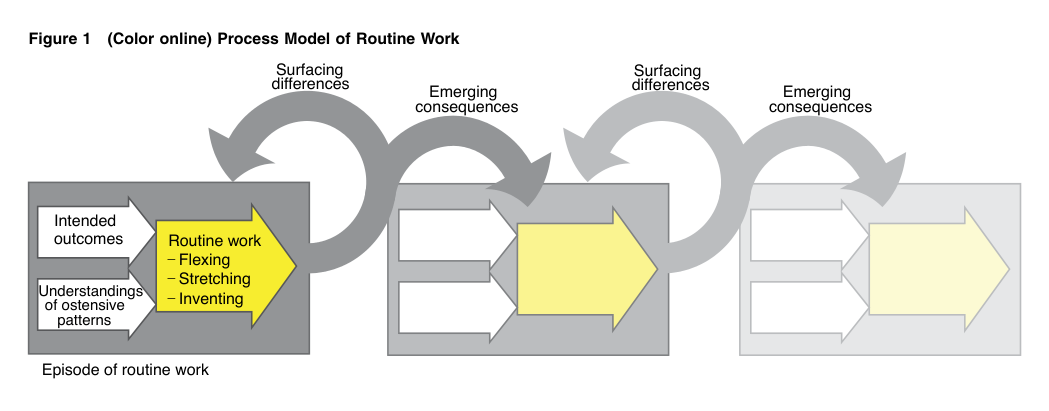 Figure 1 (Color online) Process Model of Routine Work
Surfacing
differences
Emerging
consequences
Surfacing
differences
Emerging
consequences
Intended
outcomes
Understandings
of ostensive
patterns
Routine work
– Flexing
– Stretching
– Inventing
Episode of routine work